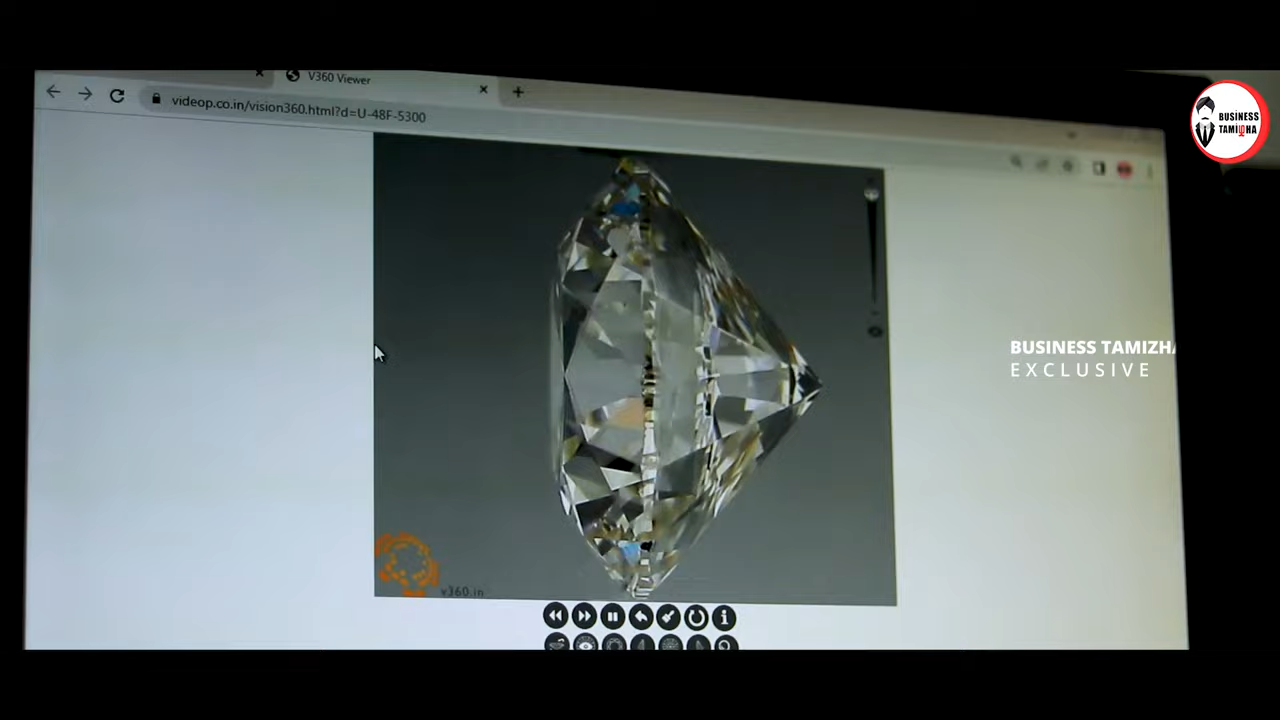 V360 Viewer
videop.co.in/vision360.html?d=U-48F-5300
BUSINESS
TAMIZHA
BUSINESS TAMIZHA
EXCLUSIVE
v360.in